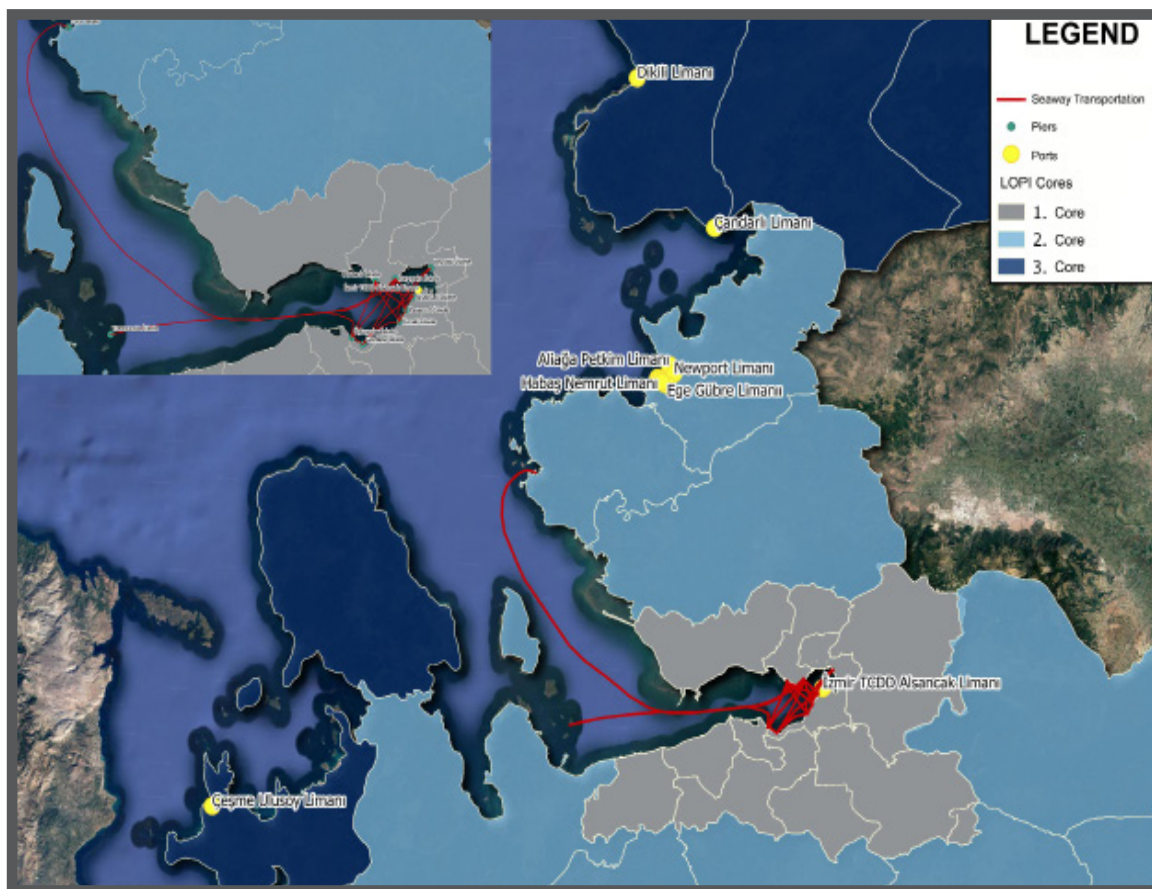 LEGEND
Seaway Transportation
Piers
Ports
LOPI Cores
1. Core
2. Core
3. Core
Dikili Limanı
Çandarlı Limanı
Aliağa Petkim Limanı
Newport Limanı
Habaş Nemrut Limanı
Ege Gübre Limanıı
İzmir TCDD Alsancak Limanı
Çeşme Ulusoy Limanı